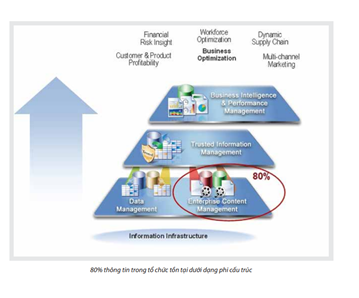 Financial
Risk Insight
Workforce
Optimization
Dynamic
Supply Chain
Customer & Product
Profitability
Business
Optimization
Multi-channel
Marketing
Business Intelligence
& Performance
Management
Trusted Information
Management
80%
Data
Management
Enterprise Content
Management
Information Infrastructure
80% thông tin trong tổ chức tồn tại dưới dạng phi cấu trúc